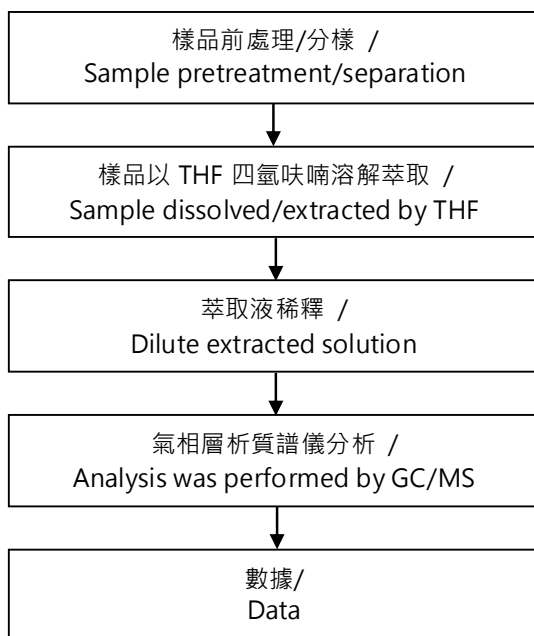 樣品前處理/分樣 /
Sample pretreatment/separation
樣品以 THF 四氫呋喃溶解萃取 /
Sample dissolved/extracted by THF
萃取液稀釋 /
Dilute extracted solution
氣相層析質譜儀分析 /
Analysis was performed by GC/MS
數據/
Data